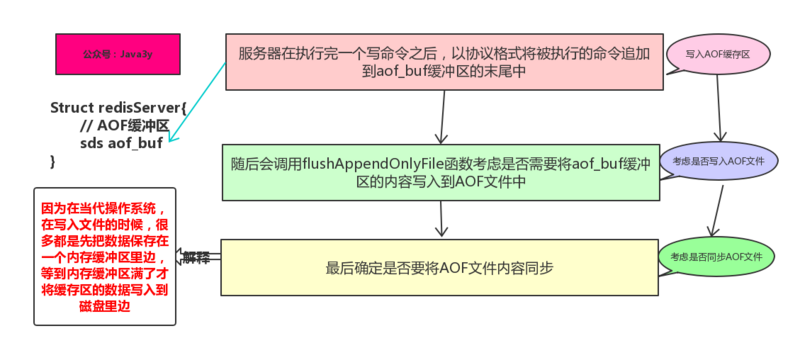 公众号：Java3y
服务器在执行完一个写命令之后，以协议格式将被执行的命令追加
到aof_buf缓冲区的末尾中
写入AOF缓存区
Struct redisServer{
// AOF缓冲区
sds aof_buf
}
随后会调用flushAppendOnlyFile函数考虑是否需要将aof_buf缓冲
区的内容写入到AOF文件中
考虑是否写入AOF文件
因为在当代操作系统，
在写入文件的时候，很
多都是先把数据保存在
一个内存缓冲区里边，
等到内存缓冲区满了才
将缓存区的数据写入到
磁盘里边
解释
最后确定是否要将AOF文件内容同步
考虑是否同步AOF文件